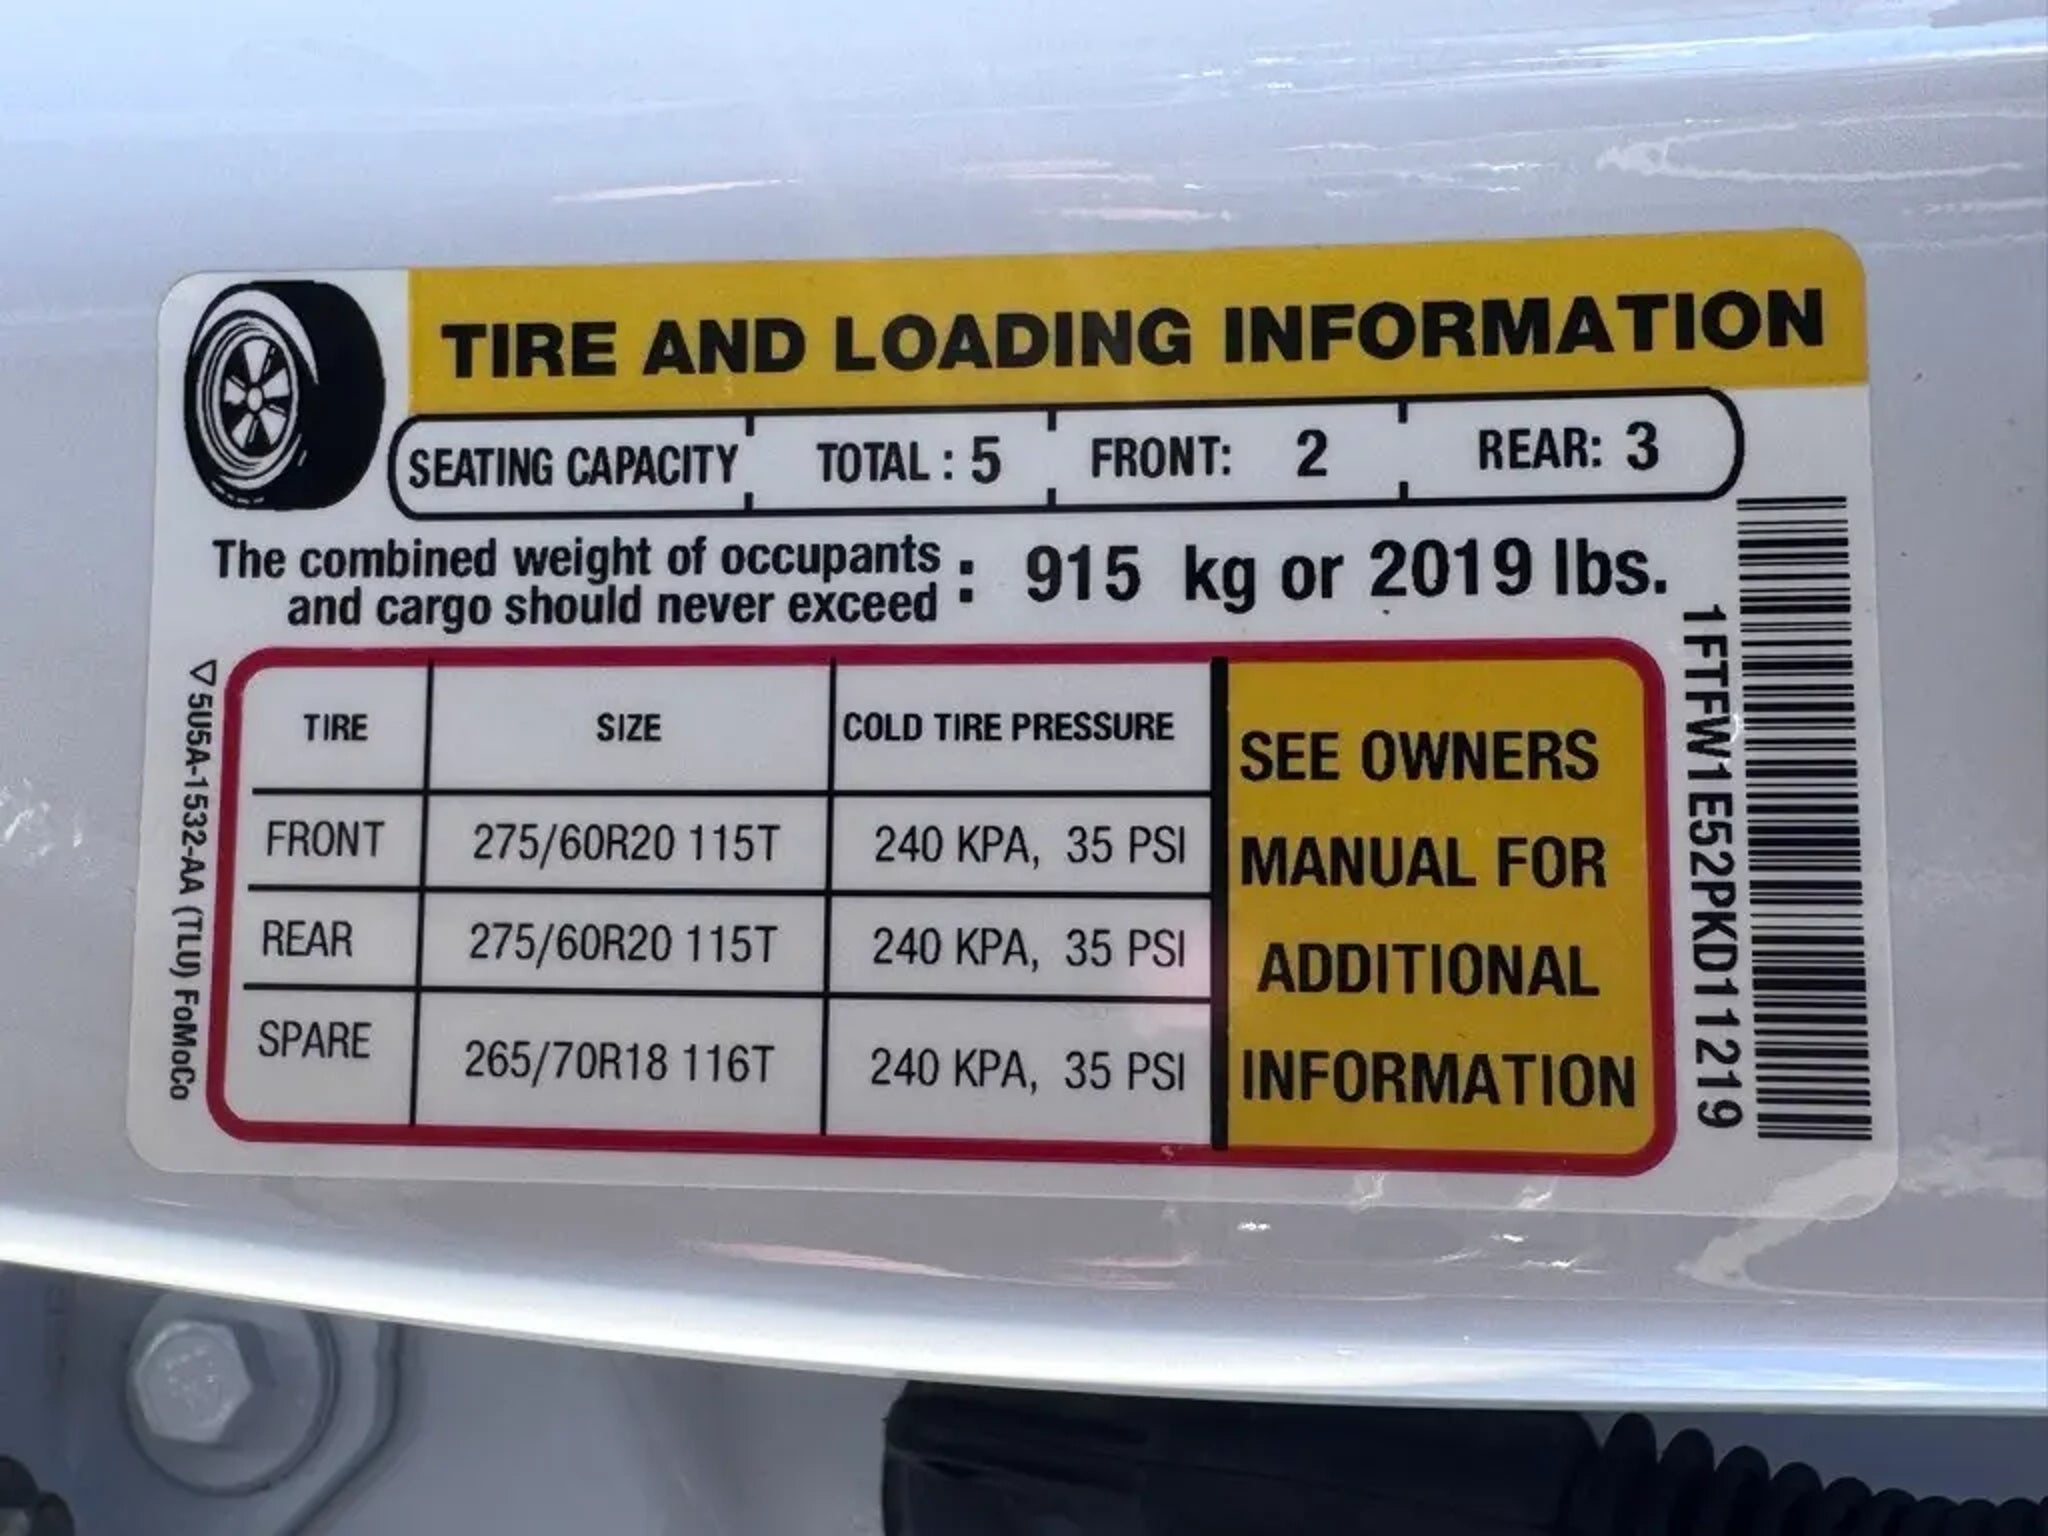 TIRE AND LOADING INFORMATION
SEATING CAPACITY TOTAL : 5 FRONT: 2 REAR: 3
The combined weight of occupants
and cargo should never exceed : 915 kg or 2019 lbs.
TIRE SIZE COLD TIRE PRESSURE
FRONT 275/60R20 115T 240 KPA, 35 PSI
REAR 275/60R20 115T 240 KPA, 35 PSI
SPARE 265/70R18 116T 240 KPA, 35 PSI
SEE OWNERS
MANUAL FOR
ADDITIONAL
INFORMATION
5U5A-1532-AA (TLU) FoMoCo
1FTFW1E52PKD11219